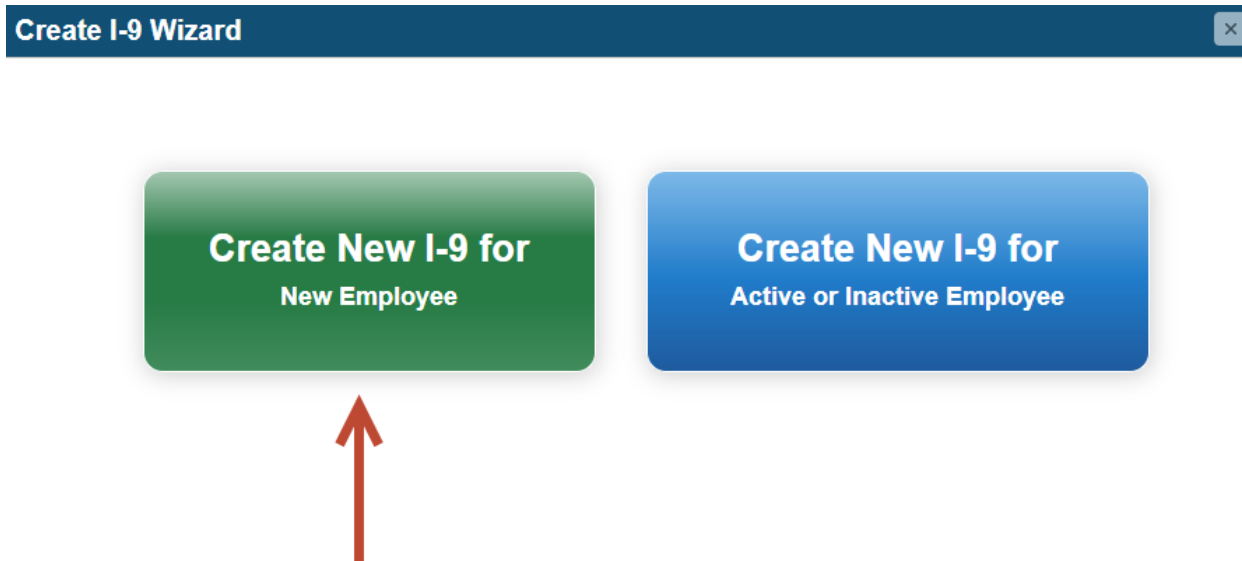 Create I-9 Wizard
Create New I-9 for
New Employee
Create New I-9 for
Active or Inactive Employee